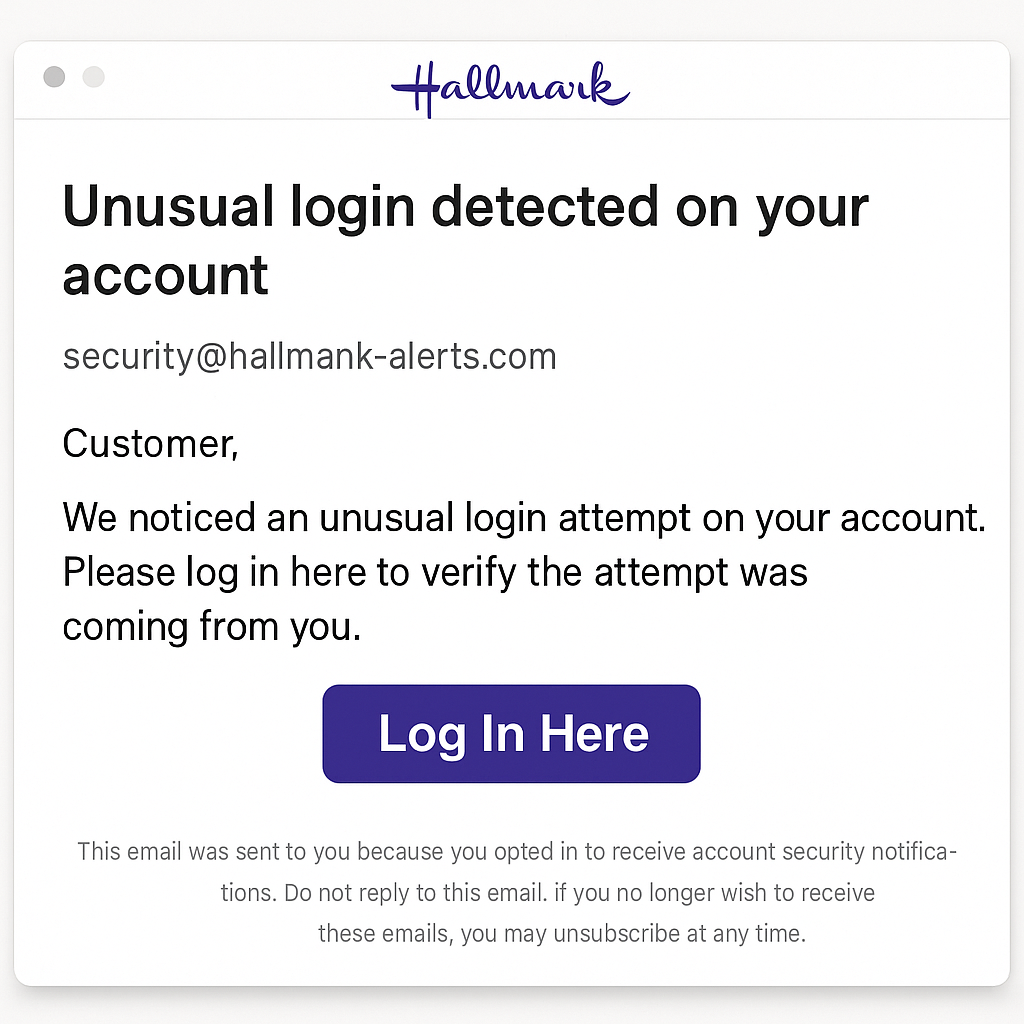 Hallmark
Unusual login detected on your
account
security@hallmank-alerts.com
Customer,
We noticed an unusual login attempt on your account.
Please log in here to verify the attempt was
coming from you.
Log In Here
This email was sent to you because you opted in to receive account security notifica-
tions. Do not reply to this email. if you no longer wish to receive
these emails, you may unsubscribe at any time.